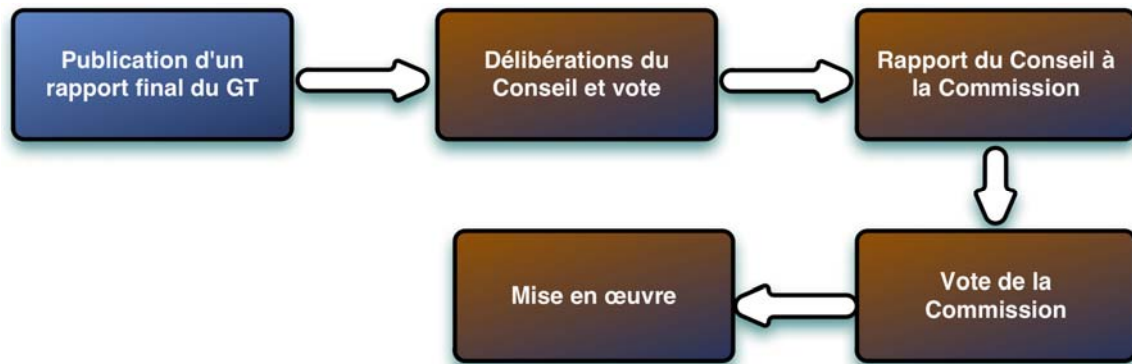 Publication d'un
rapport final du GT
Délibérations du
Conseil et vote
Rapport du Conseil à
la Commission
Vote de la
Commission
Mise en œuvre